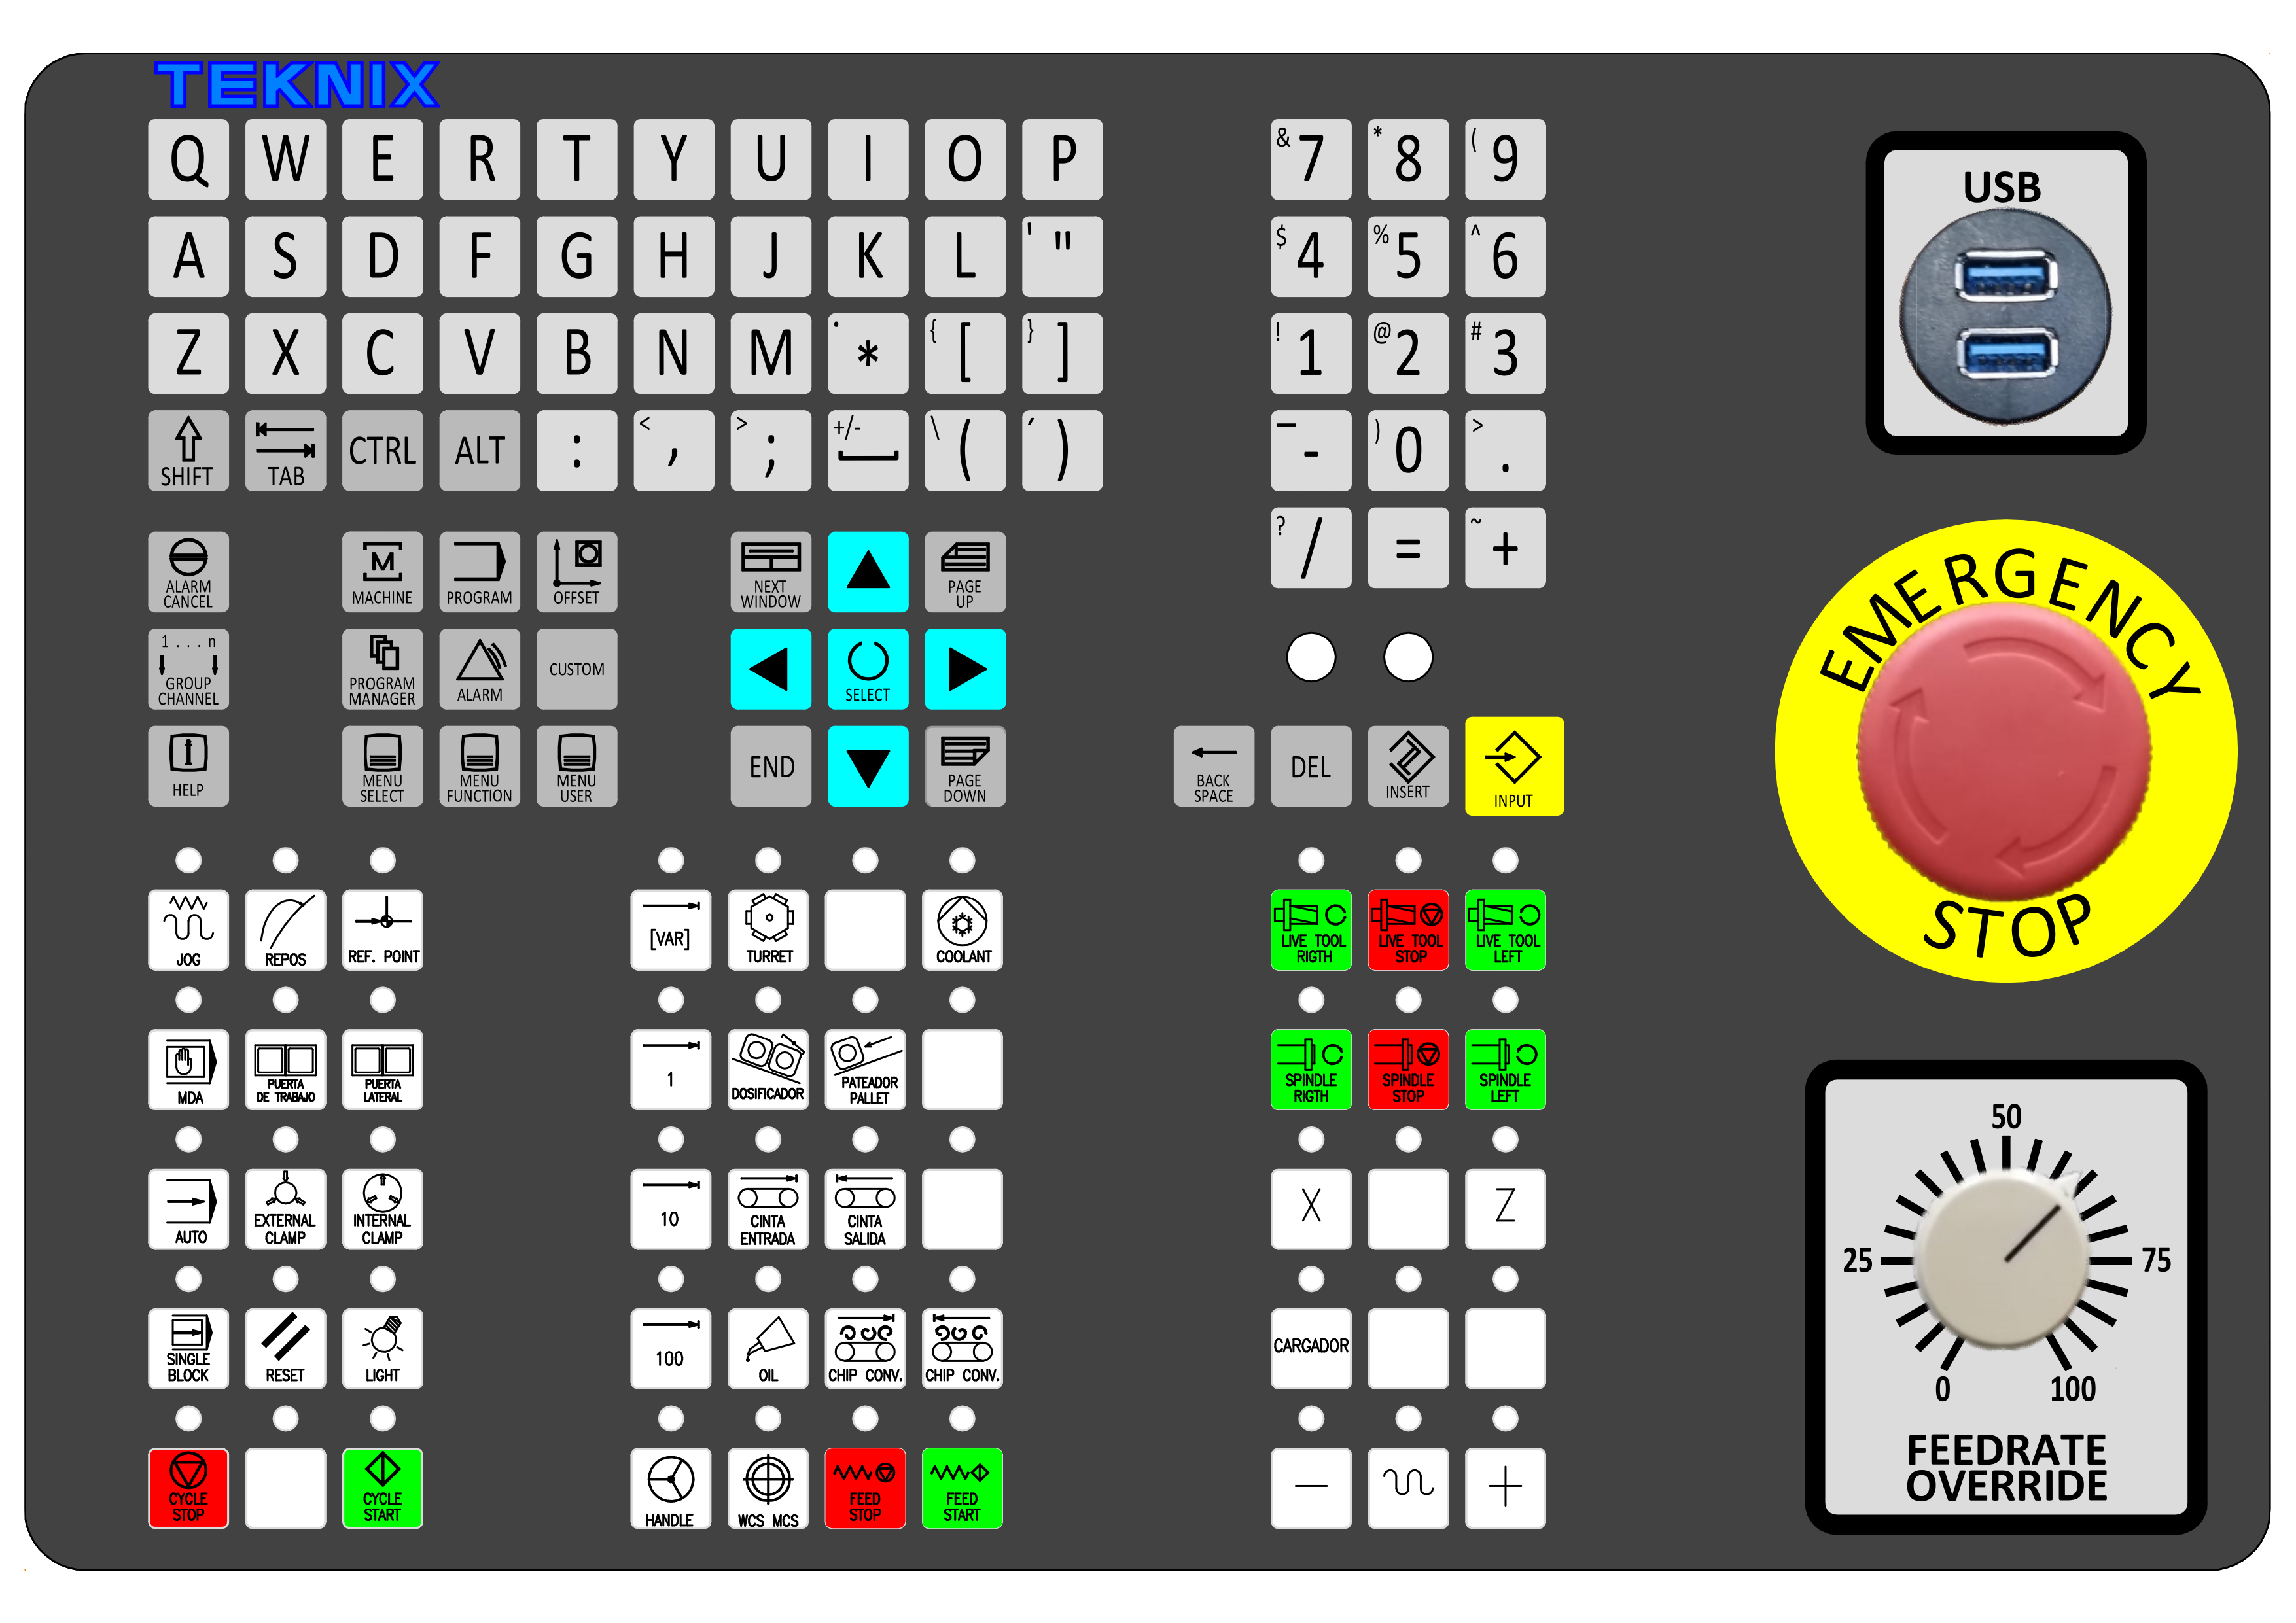 TEKNIX
Q W E R T Y U I O P
A S D F G H J K L ' "
Z X C V B N M · * { [ } ]
SHIFT TAB CTRL ALT : < , > ; +/- \ ( ´ )
& 7 * 8 ( 9
$ 4 % 5 ^ 6
! 1 @ 2 # 3
_ - ) 0 > .
? / = ~ +
ALARM
CANCEL
M
MACHINE
PROGRAM
OFFSET
NEXT
WINDOW
PAGE
UP
1 . . . n
GROUP
CHANNEL
PROGRAM
MANAGER
ALARM
CUSTOM
SELECT
HELP
MENU
SELECT
MENU
FUNCTION
MENU
USER
END
PAGE
DOWN
BACK
SPACE
DEL
INSERT
INPUT
JOG
REPOS
REF. POINT
[VAR]
TURRET
COOLANT
LIVE TOOL
RIGTH
LIVE TOOL
STOP
LIVE TOOL
LEFT
MDA
PUERTA
DE TRABAJO
PUERTA
LATERAL
1
DOSIFICADOR
PATEADOR
PALLET
SPINDLE
RIGTH
SPINDLE
STOP
SPINDLE
LEFT
AUTO
EXTERNAL
CLAMP
INTERNAL
CLAMP
10
CINTA
ENTRADA
CINTA
SALIDA
X
Z
SINGLE
BLOCK
RESET
LIGHT
100
OIL
CHIP CONV.
CHIP CONV.
CARGADOR
CYCLE
STOP
CYCLE
START
HANDLE
WCS MCS
FEED
STOP
FEED
START
−
+
USB
EMERGENCY
STOP
50
25
75
0
100
FEEDRATE
OVERRIDE